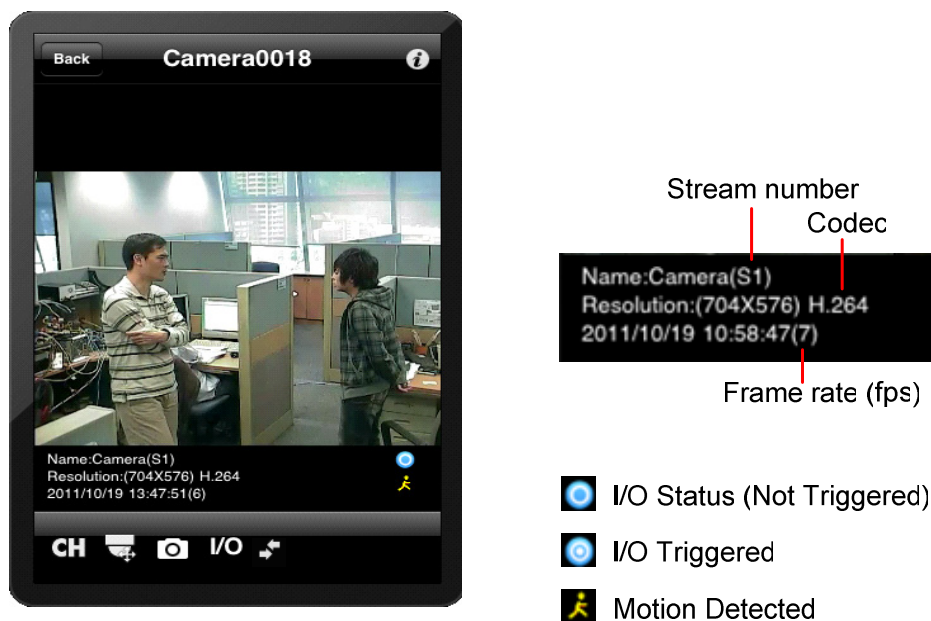 Back
Camera0018
i
Name:Camera(S1)
Resolution:(704X576) H.264
2011/10/19 13:47:51(6)
CH
I/O
Stream number
Codec
Name:Camera(S1)
Resolution:(704X576) H.264
2011/10/19 10:58:47(7)
Frame rate (fps)
I/O Status (Not Triggered)
I/O Triggered
Motion Detected